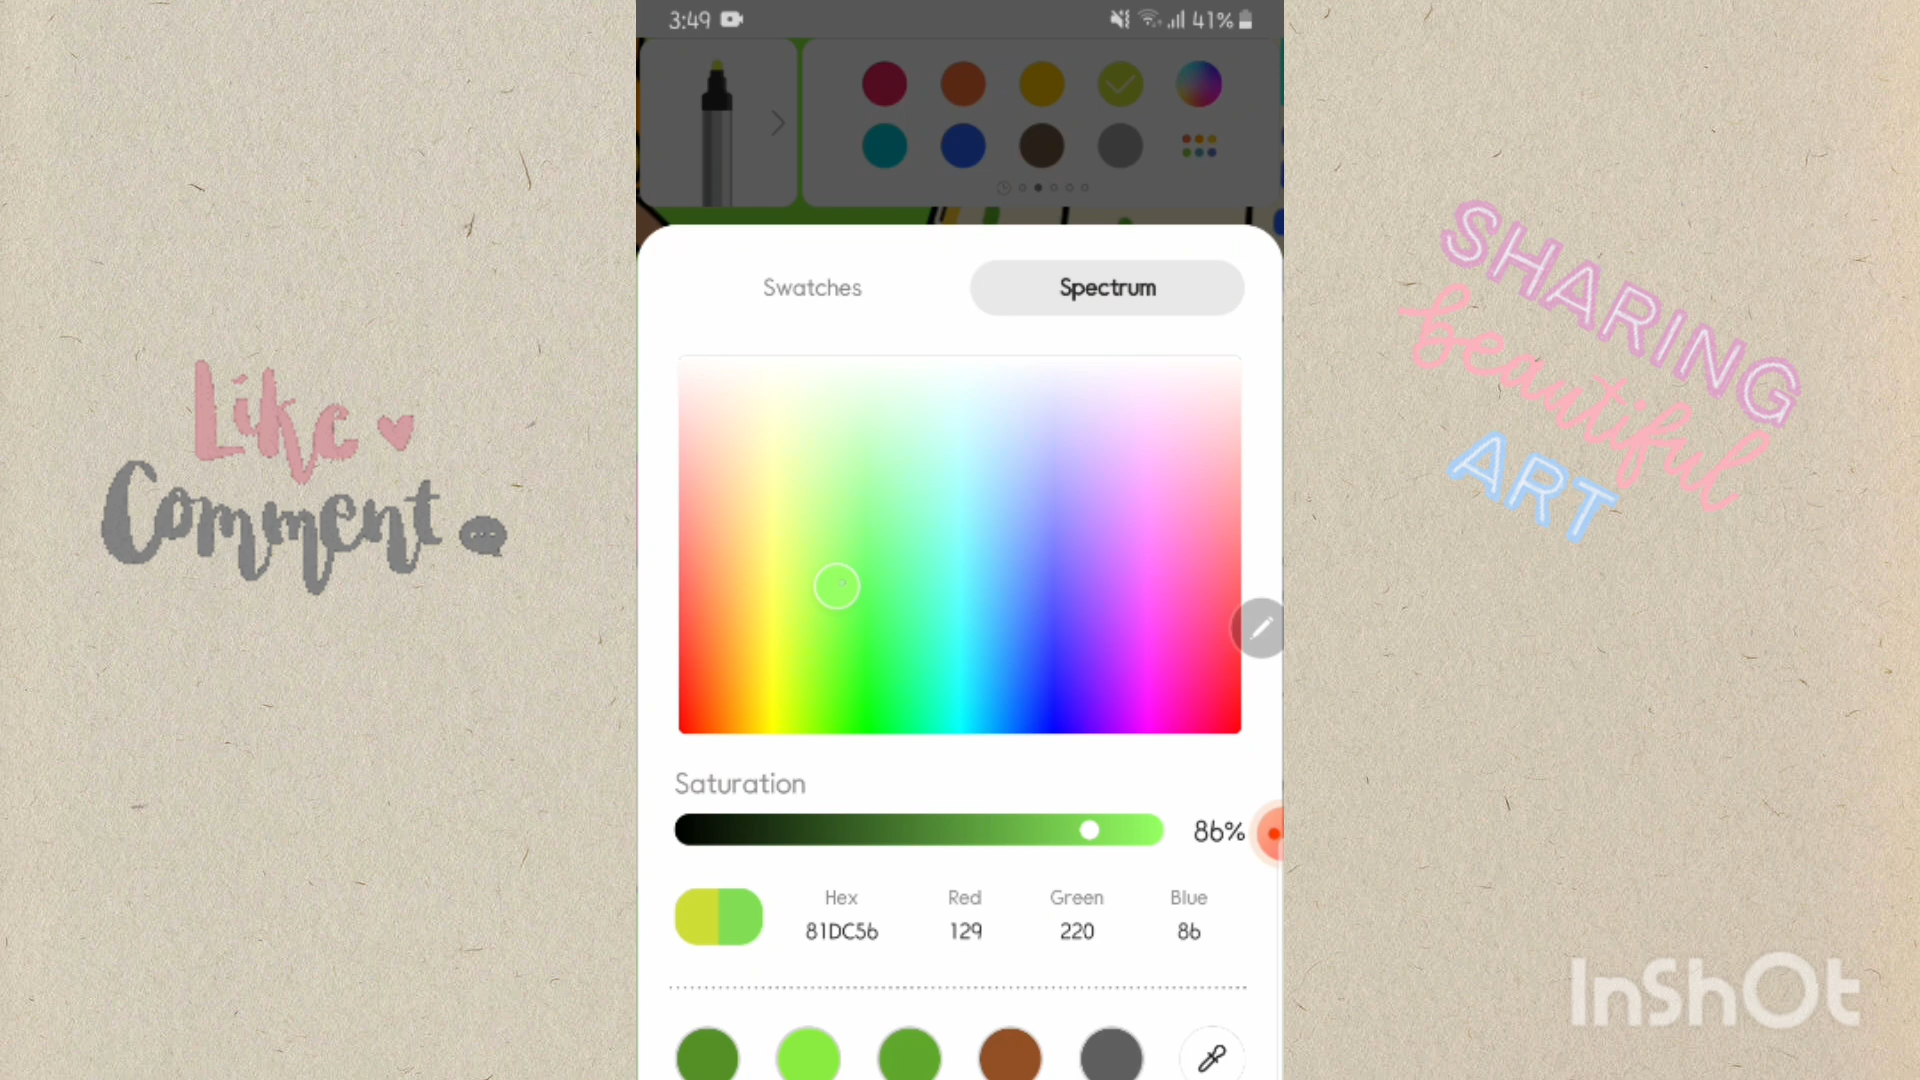 3:49
41%
Swatches
Spectrum
Saturation
86%
Hex
Red
Green
Blue
81DC56
129
220
86
Like
Comment
SHARING
beautiful
ART
InShOt